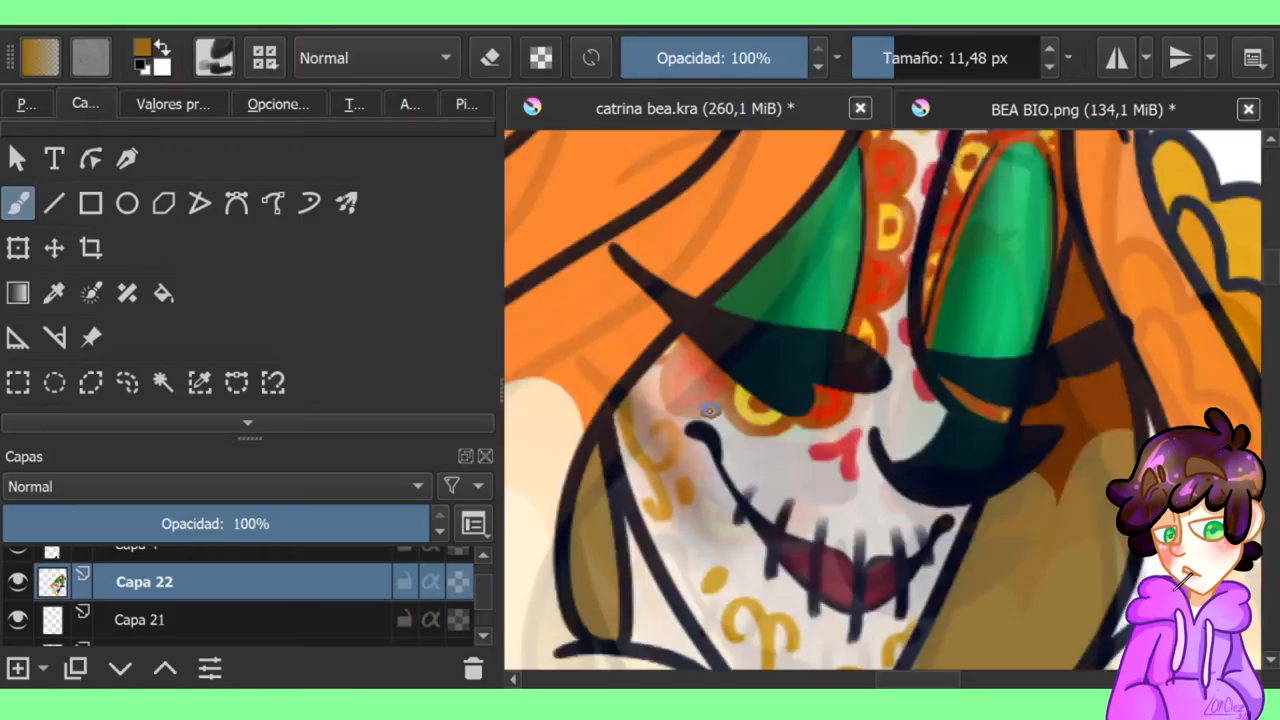 Normal
Opacidad: 100%
Tamaño: 11,48 px
P...
Ca...
Valores pr...
Opcione...
T...
A...
Pi...
catrina bea.kra (260,1 MiB) *
BEA BIO.png (134,1 MiB) *
Capas
Normal
Opacidad: 100%
Capa 22
Capa 21